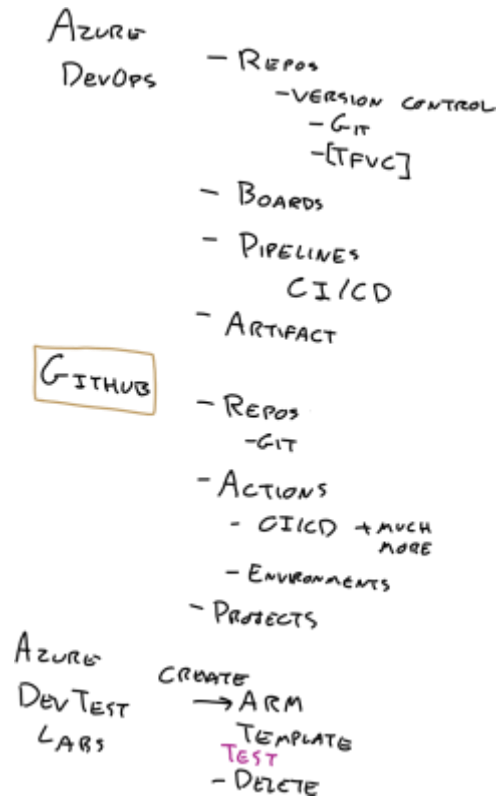 AZURE
DEVOPS
- REPOS
- VERSION CONTROL
- GIT
- [TFVC]
- BOARDS
- PIPELINES
CI/CD
- ARTIFACT
GITHUB
- REPOS
- GIT
- ACTIONS
- CI/CD + MUCH
MORE
- ENVIRONMENTS
- PROJECTS
AZURE
DEVTEST
LABS
CREATE
→ ARM
TEMPLATE
TEST
- DELETE